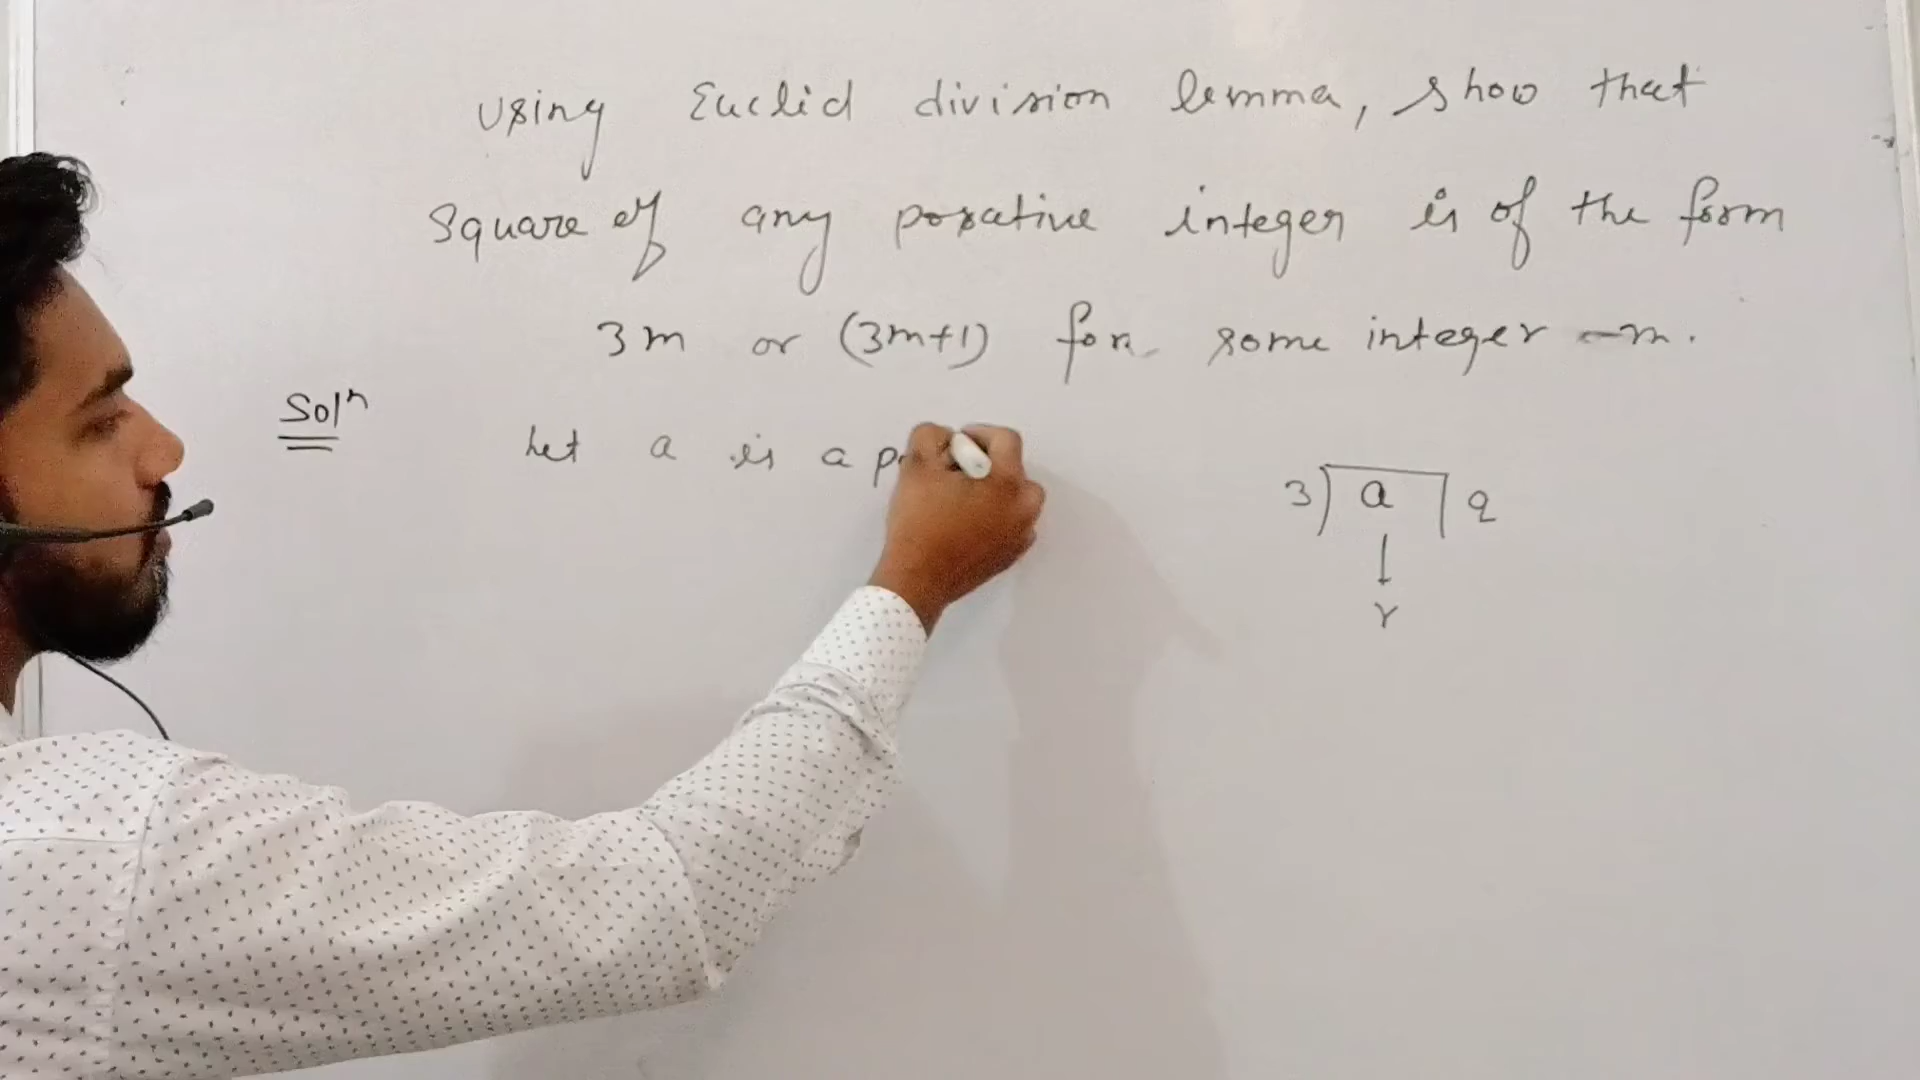 Using Euclid division lemma, show that
Square of any posative integer is of the form
3m or (3m+1) for some integer -m.
Solⁿ
Let a is a
3) a | q
r